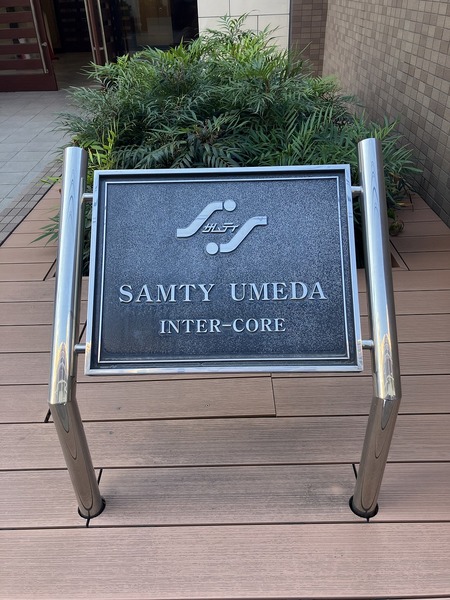 サムティ
SAMTY UMEDA
INTER-CORE